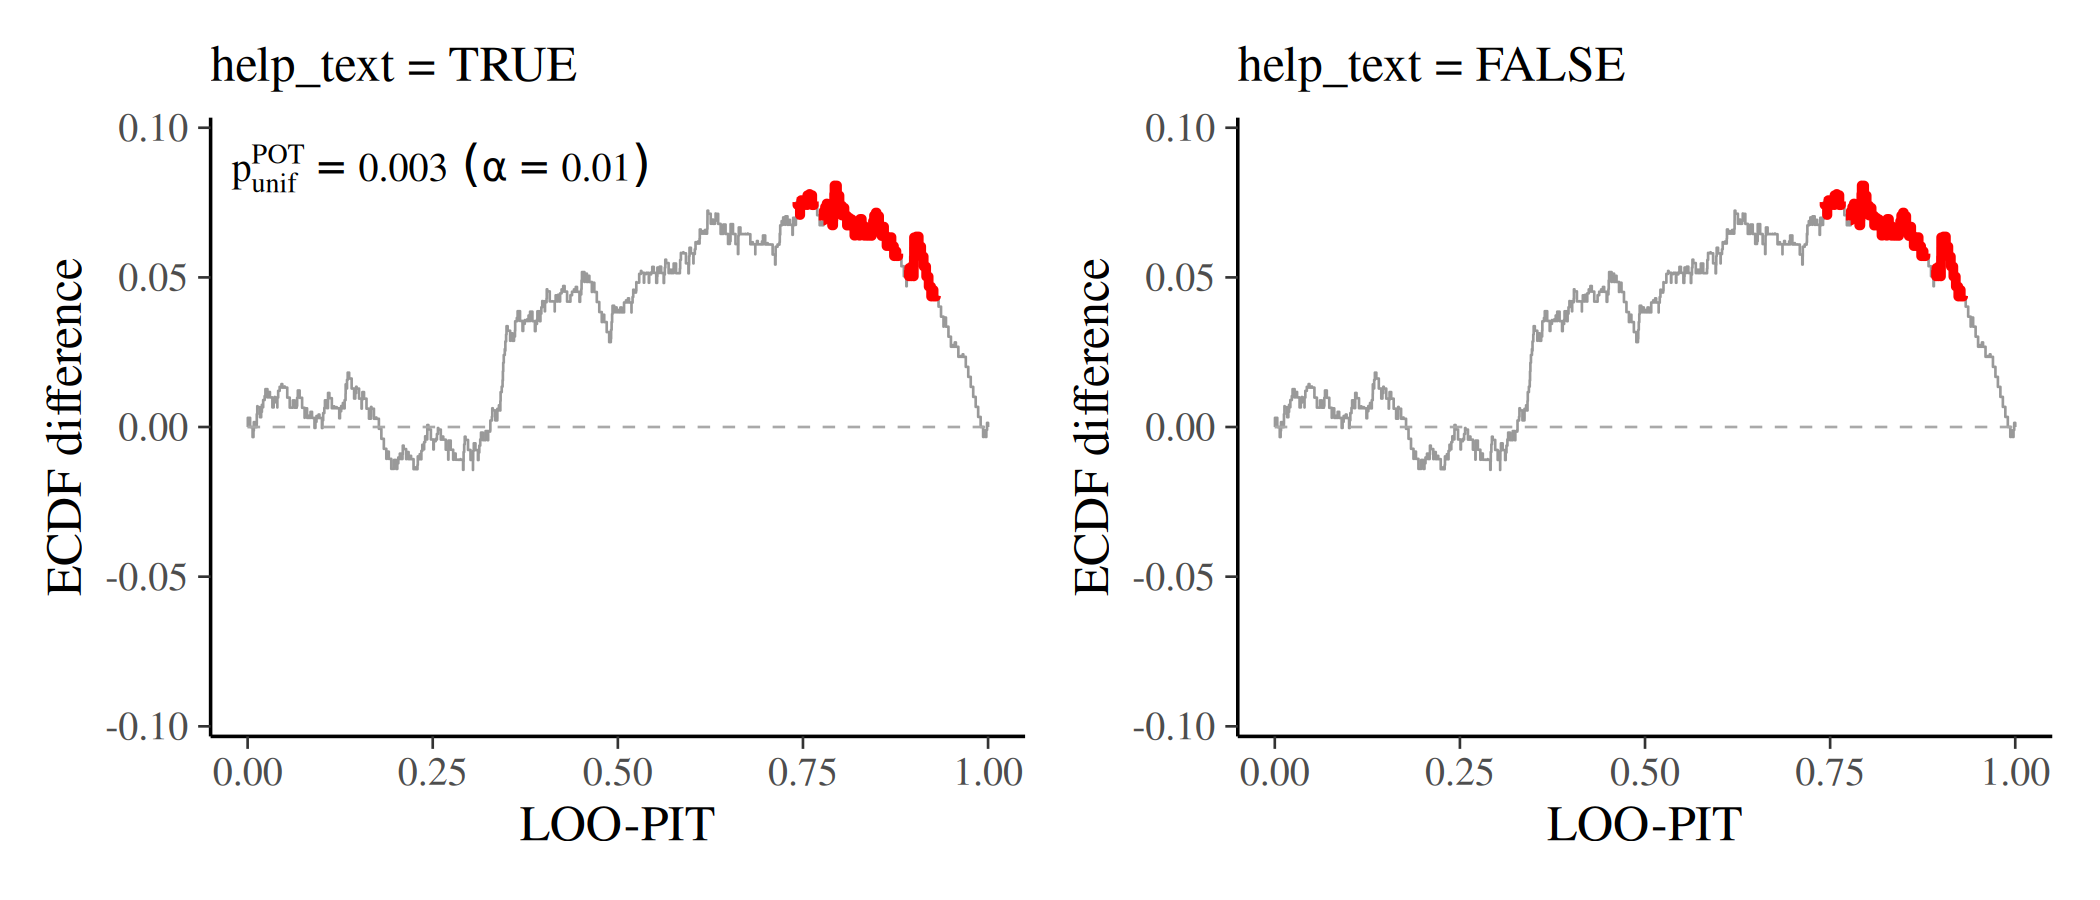 help_text = TRUE
0.10
p unif POT = 0.003 (α = 0.01)
0.05
0.00
-0.05
-0.10
ECDF difference
0.00 0.25 0.50 0.75 1.00
LOO-PIT
help_text = FALSE
0.10
0.05
0.00
-0.05
-0.10
ECDF difference
0.00 0.25 0.50 0.75 1.00
LOO-PIT